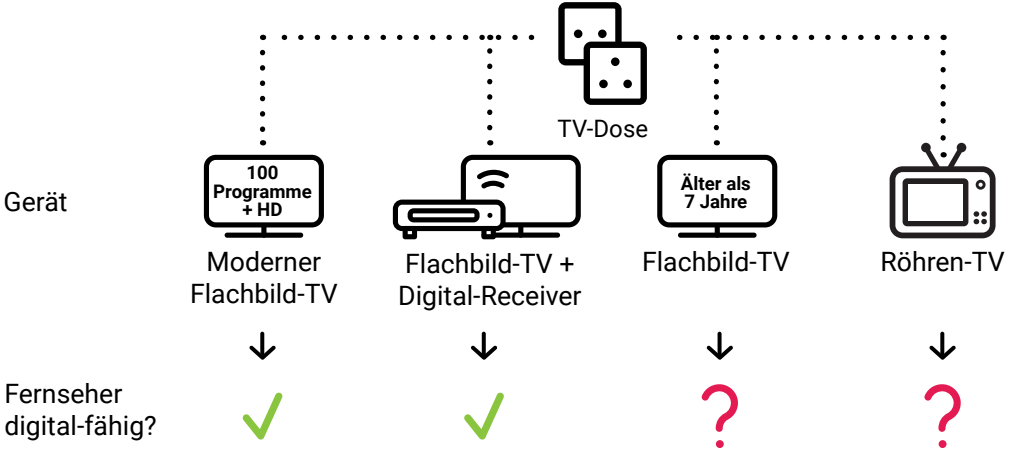 TV-Dose
Gerät
100
Programme
+ HD
Älter als
7 Jahre
Moderner
Flachbild-TV
Flachbild-TV +
Digital-Receiver
Flachbild-TV
Röhren-TV
Fernseher
digital-fähig?
?
?